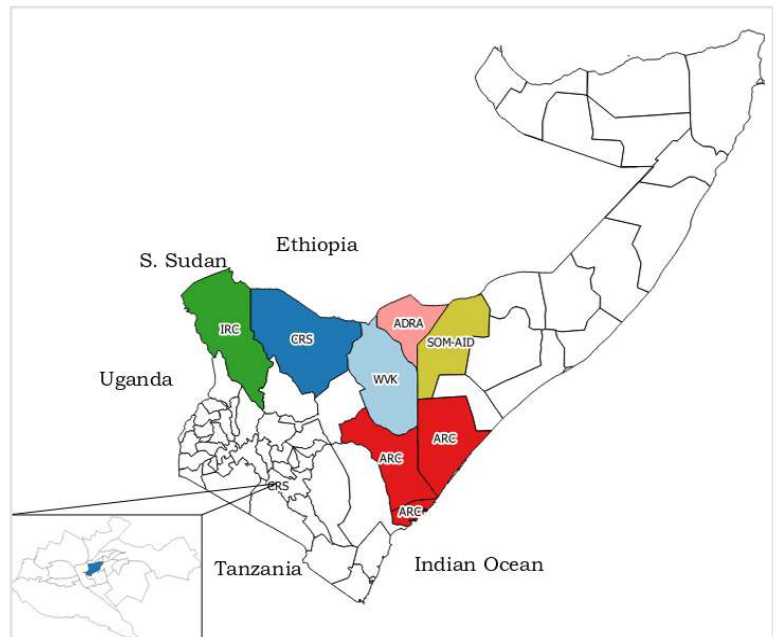 Ethiopia
S. Sudan
ADRA
IRC
CRS
SOM-AID
Uganda
WVK
ARC
ARC
CRS
ARC
Tanzania
Indian Ocean